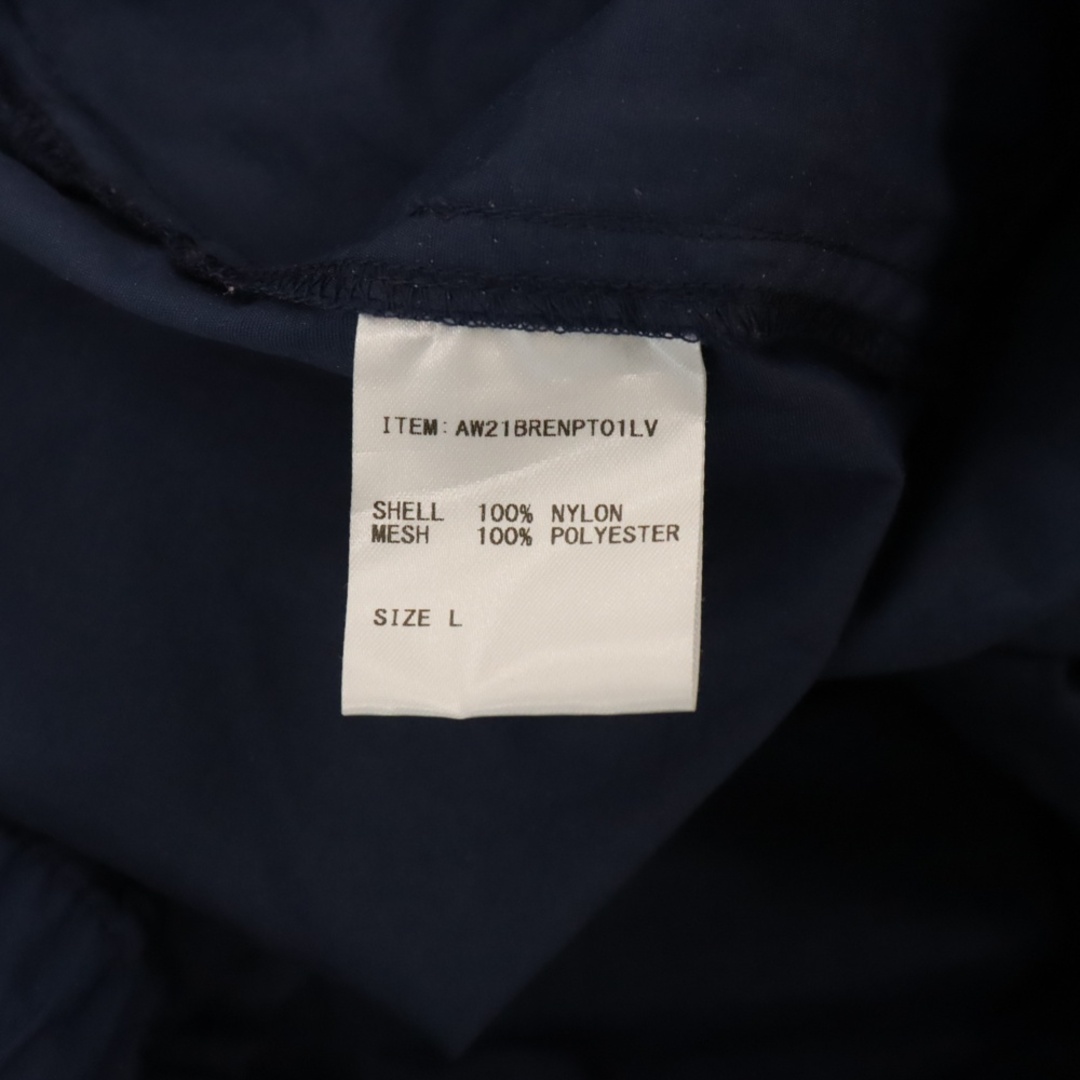 ITEM: AW21BRENPT01LV
SHELL 100% NYLON
MESH 100% POLYESTER
SIZE L